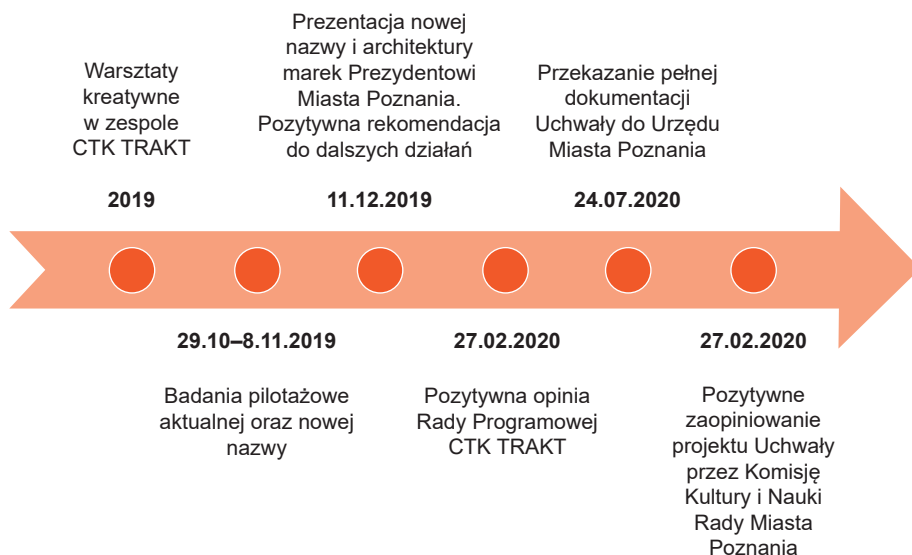 Warsztaty
kreatywne
w zespole
CTK TRAKT
2019
29.10–8.11.2019
Badania pilotażowe
aktualnej oraz nowej
nazwy
Prezentacja nowej
nazwy i architektury
marek Prezydentowi
Miasta Poznania.
Pozytywna rekomendacja
do dalszych działań
11.12.2019
27.02.2020
Pozytywna opinia
Rady Programowej
CTK TRAKT
Przekazanie pełnej
dokumentacji
Uchwały do Urzędu
Miasta Poznania
24.07.2020
27.02.2020
Pozytywne
zaopiniowanie
projektu Uchwały
przez Komisję
Kultury i Nauki
Rady Miasta
Poznania